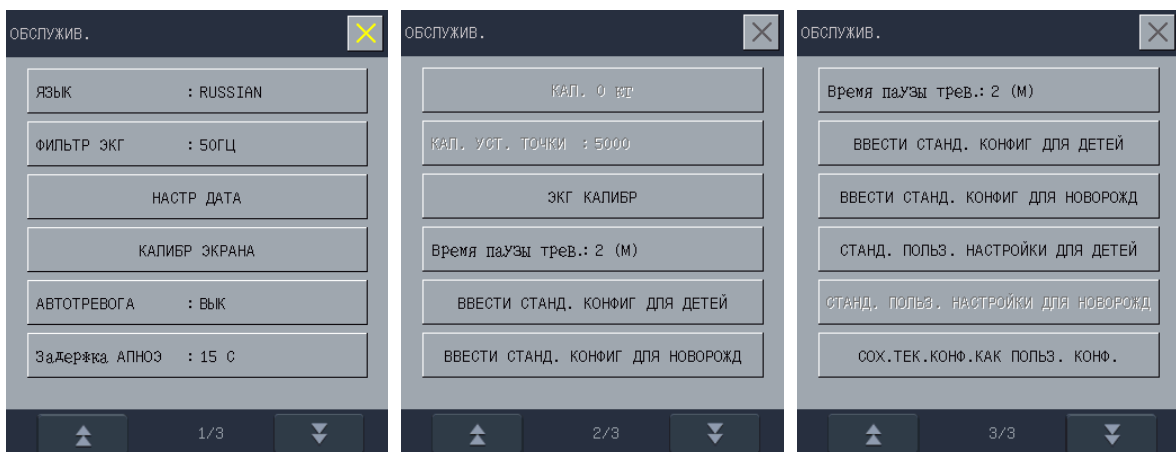 ОБСЛУЖИВ.
ЯЗЫК : RUSSIAN
ФИЛЬТР ЭКГ : 50ГЦ
НАСТР ДАТА
КАЛИБР ЭКРАНА
АВТОТРЕВОГА : ВЫК
Задержка АПНОЭ : 15 С
1/3
ОБСЛУЖИВ.
КАЛ. 0 КГ
КАЛ. УСТ. ТОЧКИ : 5000
ЭКГ КАЛИБР
Время паузы трев.: 2 (М)
ВВЕСТИ СТАНД. КОНФИГ ДЛЯ ДЕТЕЙ
ВВЕСТИ СТАНД. КОНФИГ ДЛЯ НОВОРОЖД
2/3
ОБСЛУЖИВ.
Время паузы трев.: 2 (М)
ВВЕСТИ СТАНД. КОНФИГ ДЛЯ ДЕТЕЙ
ВВЕСТИ СТАНД. КОНФИГ ДЛЯ НОВОРОЖД
СТАНД. ПОЛЬЗ. НАСТРОЙКИ ДЛЯ ДЕТЕЙ
СТАНД. ПОЛЬЗ. НАСТРОЙКИ ДЛЯ НОВОРОЖД
СОХ.ТЕК.КОНФ.КАК ПОЛЬЗ. КОНФ.
3/3